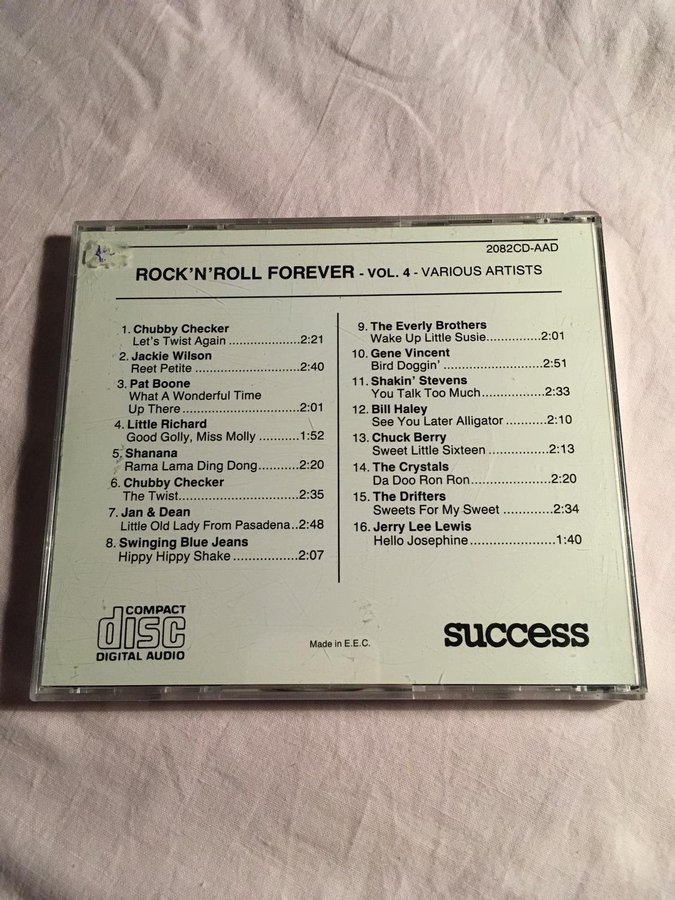 2082CD-AAD
ROCK'N'ROLL FOREVER - VOL. 4 - VARIOUS ARTISTS
1. Chubby Checker
Let's Twist Again ..................2:21
2. Jackie Wilson
Reet Petite ..........................2:40
3. Pat Boone
What A Wonderful Time
Up There.............................2:01
4. Little Richard
Good Golly, Miss Molly ..........1:52
5. Shanana
Rama Lama Ding Dong..........2:20
6. Chubby Checker
The Twist..............................2:35
7. Jan & Dean
Little Old Lady From Pasadena..2:48
8. Swinging Blue Jeans
Hippy Hippy Shake .................2:07
9. The Everly Brothers
Wake Up Little Susie..............2:01
10. Gene Vincent
Bird Doggin' .........................2:51
11. Shakin' Stevens
You Talk Too Much................2:33
12. Bill Haley
See You Later Alligator ..........2:10
13. Chuck Berry
Sweet Little Sixteen ...............2:13
14. The Crystals
Da Doo Ron Ron...................2:20
15. The Drifters
Sweets For My Sweet .............2:34
16. Jerry Lee Lewis
Hello Josephine .....................1:40
COMPACT
disc
DIGITAL AUDIO
Made in E.E.C.
success